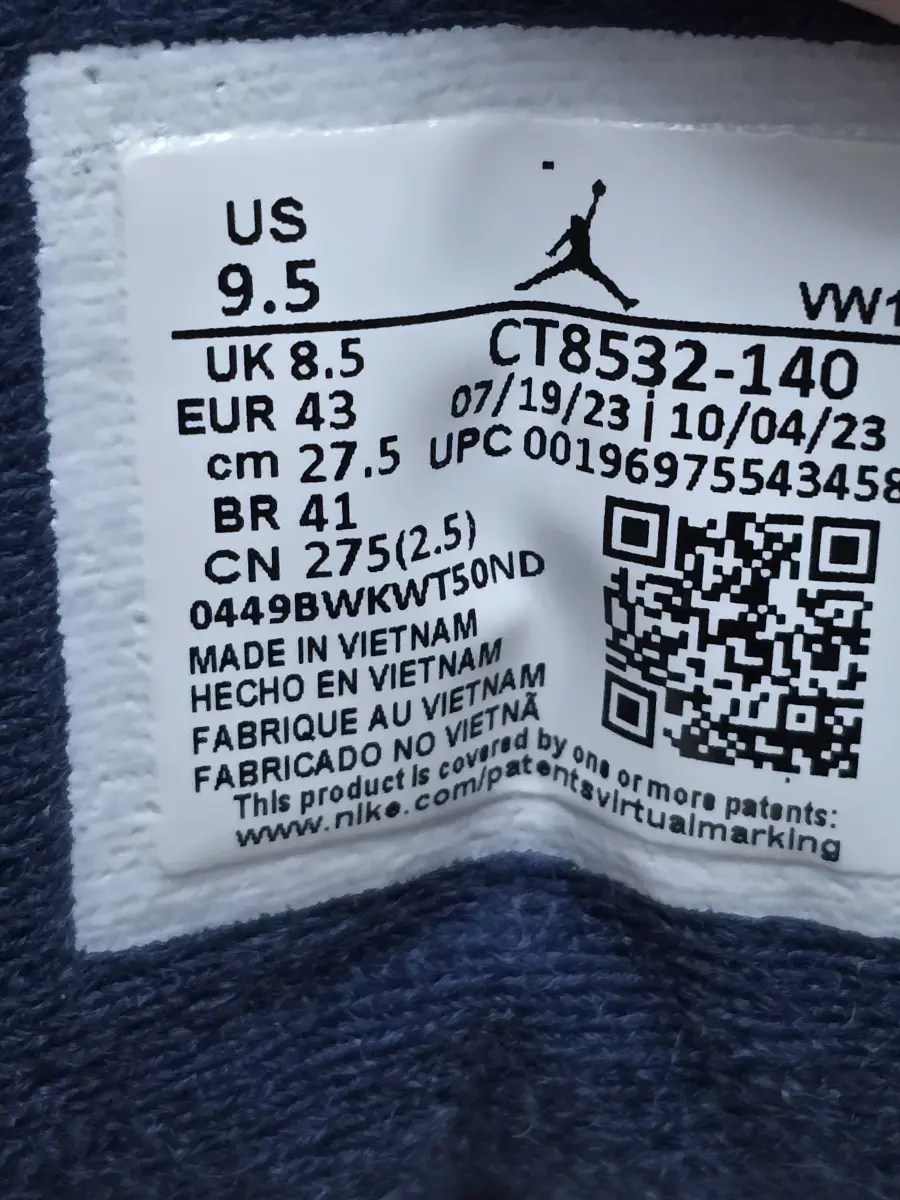 US
9.5
VW1
UK 8.5
CT8532-140
EUR 43
07/19/23 | 10/04/23
cm 27.5
UPC 00196975543458
BR 41
CN 275(2.5)
0449BWKWT50ND
MADE IN VIETNAM
HECHO EN VIETNAM
FABRIQUE AU VIETNAM
FABRICADO NO VIETNÃ
This product is covered by one or more patents:
www.nike.com/patentsvirtualmarking